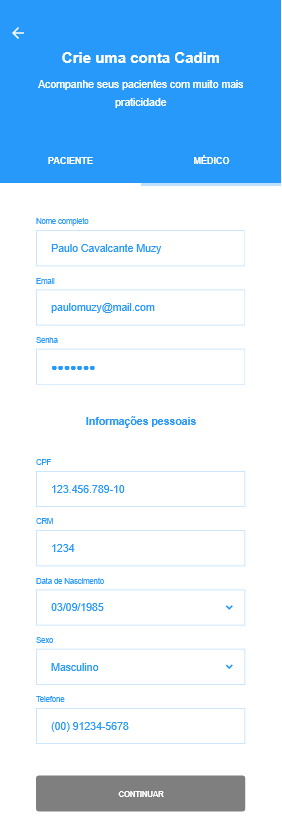 Crie uma conta Cadim
Acompanhe seus pacientes com muito mais
praticidade
PACIENTE
MÉDICO
Nome completo
Paulo Cavalcante Muzy
Email
paulomuzy@mail.com
Senha
•••••••
Informações pessoais
CPF
123.456.789-10
CRM
1234
Data de Nascimento
03/09/1985
Sexo
Masculino
Telefone
(00) 91234-5678
CONTINUAR